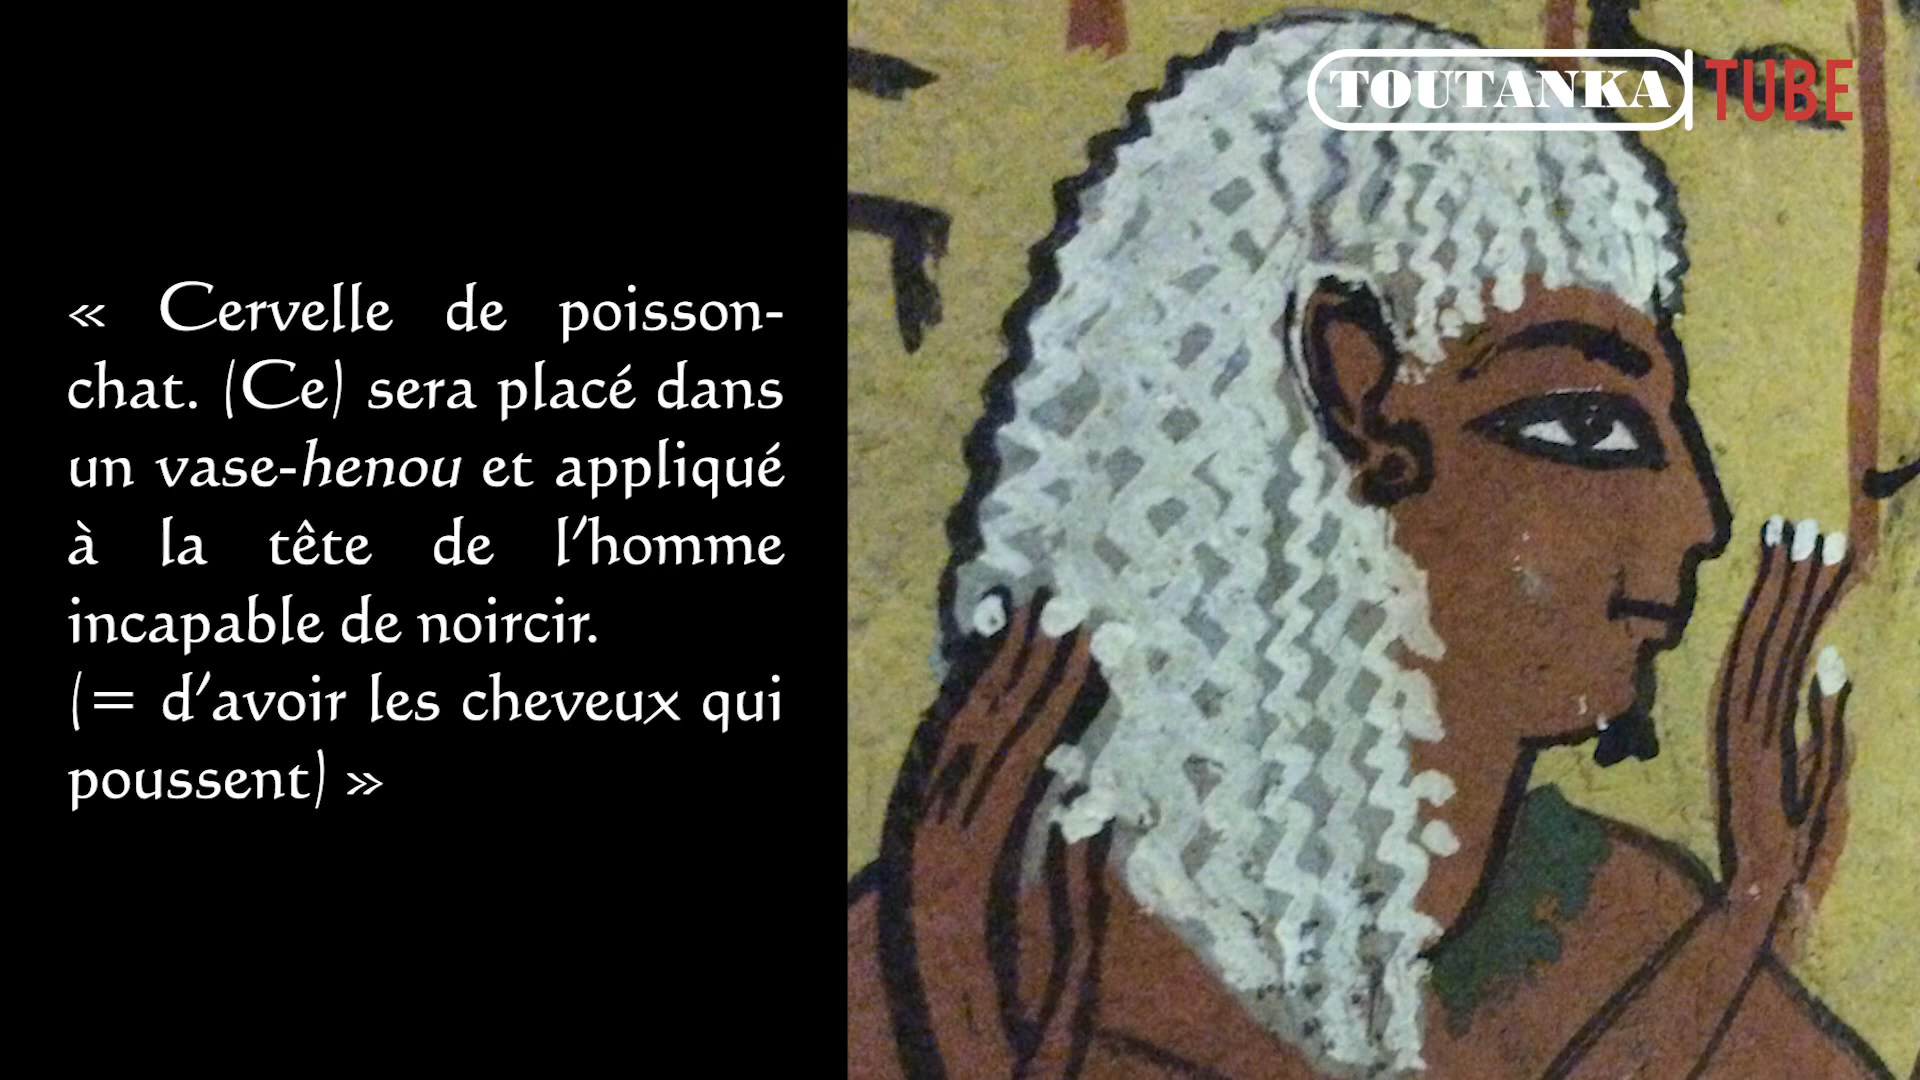 « Cervelle de poisson-
chat. (Ce) sera placé dans
un vase-henou et appliqué
à la tête de l’homme
incapable de noircir.
(= d’avoir les cheveux qui
poussent) »
TOUTANKA TUBE